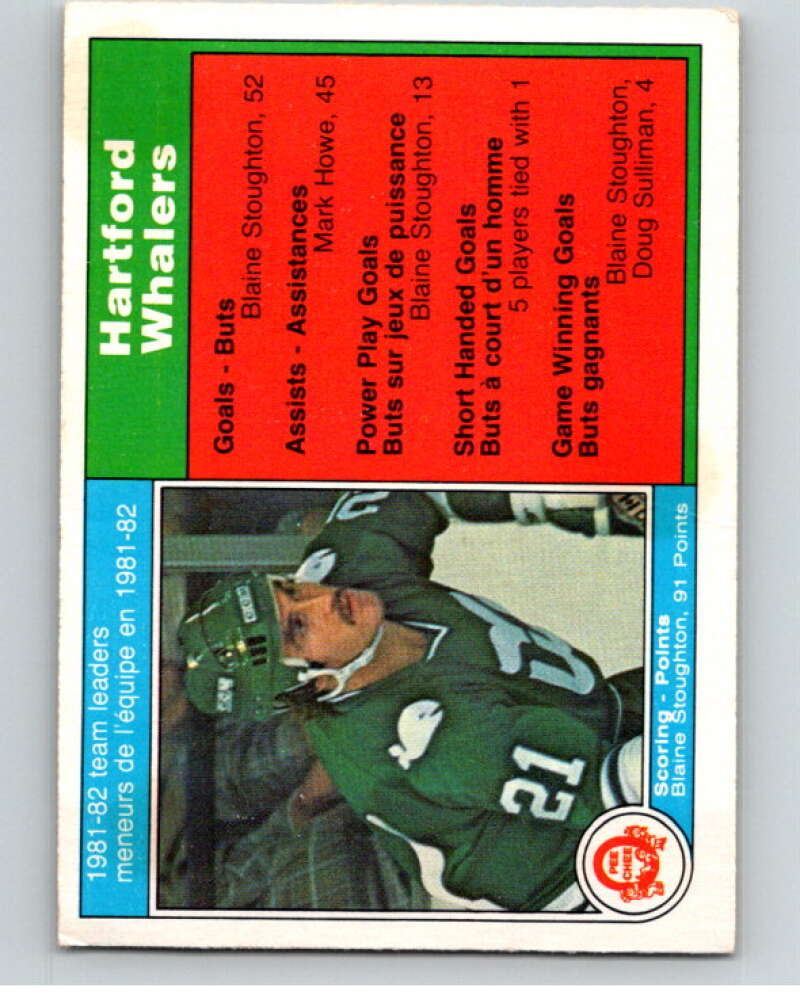 1981-82 team leaders
meneurs de l'équipe en 1981-82
Hartford
Whalers
Goals - Buts
Blaine Stoughton, 52
Assists - Assistances
Mark Howe, 45
Power Play Goals
Buts sur jeux de puissance
Blaine Stoughton, 13
Short Handed Goals
Buts à court d'un homme
5 players tied with 1
Game Winning Goals
Buts gagnants
Blaine Stoughton,
Doug Sulliman, 4
21
O
PEE
CHEE
Scoring - Points
Blaine Stoughton, 91 Points